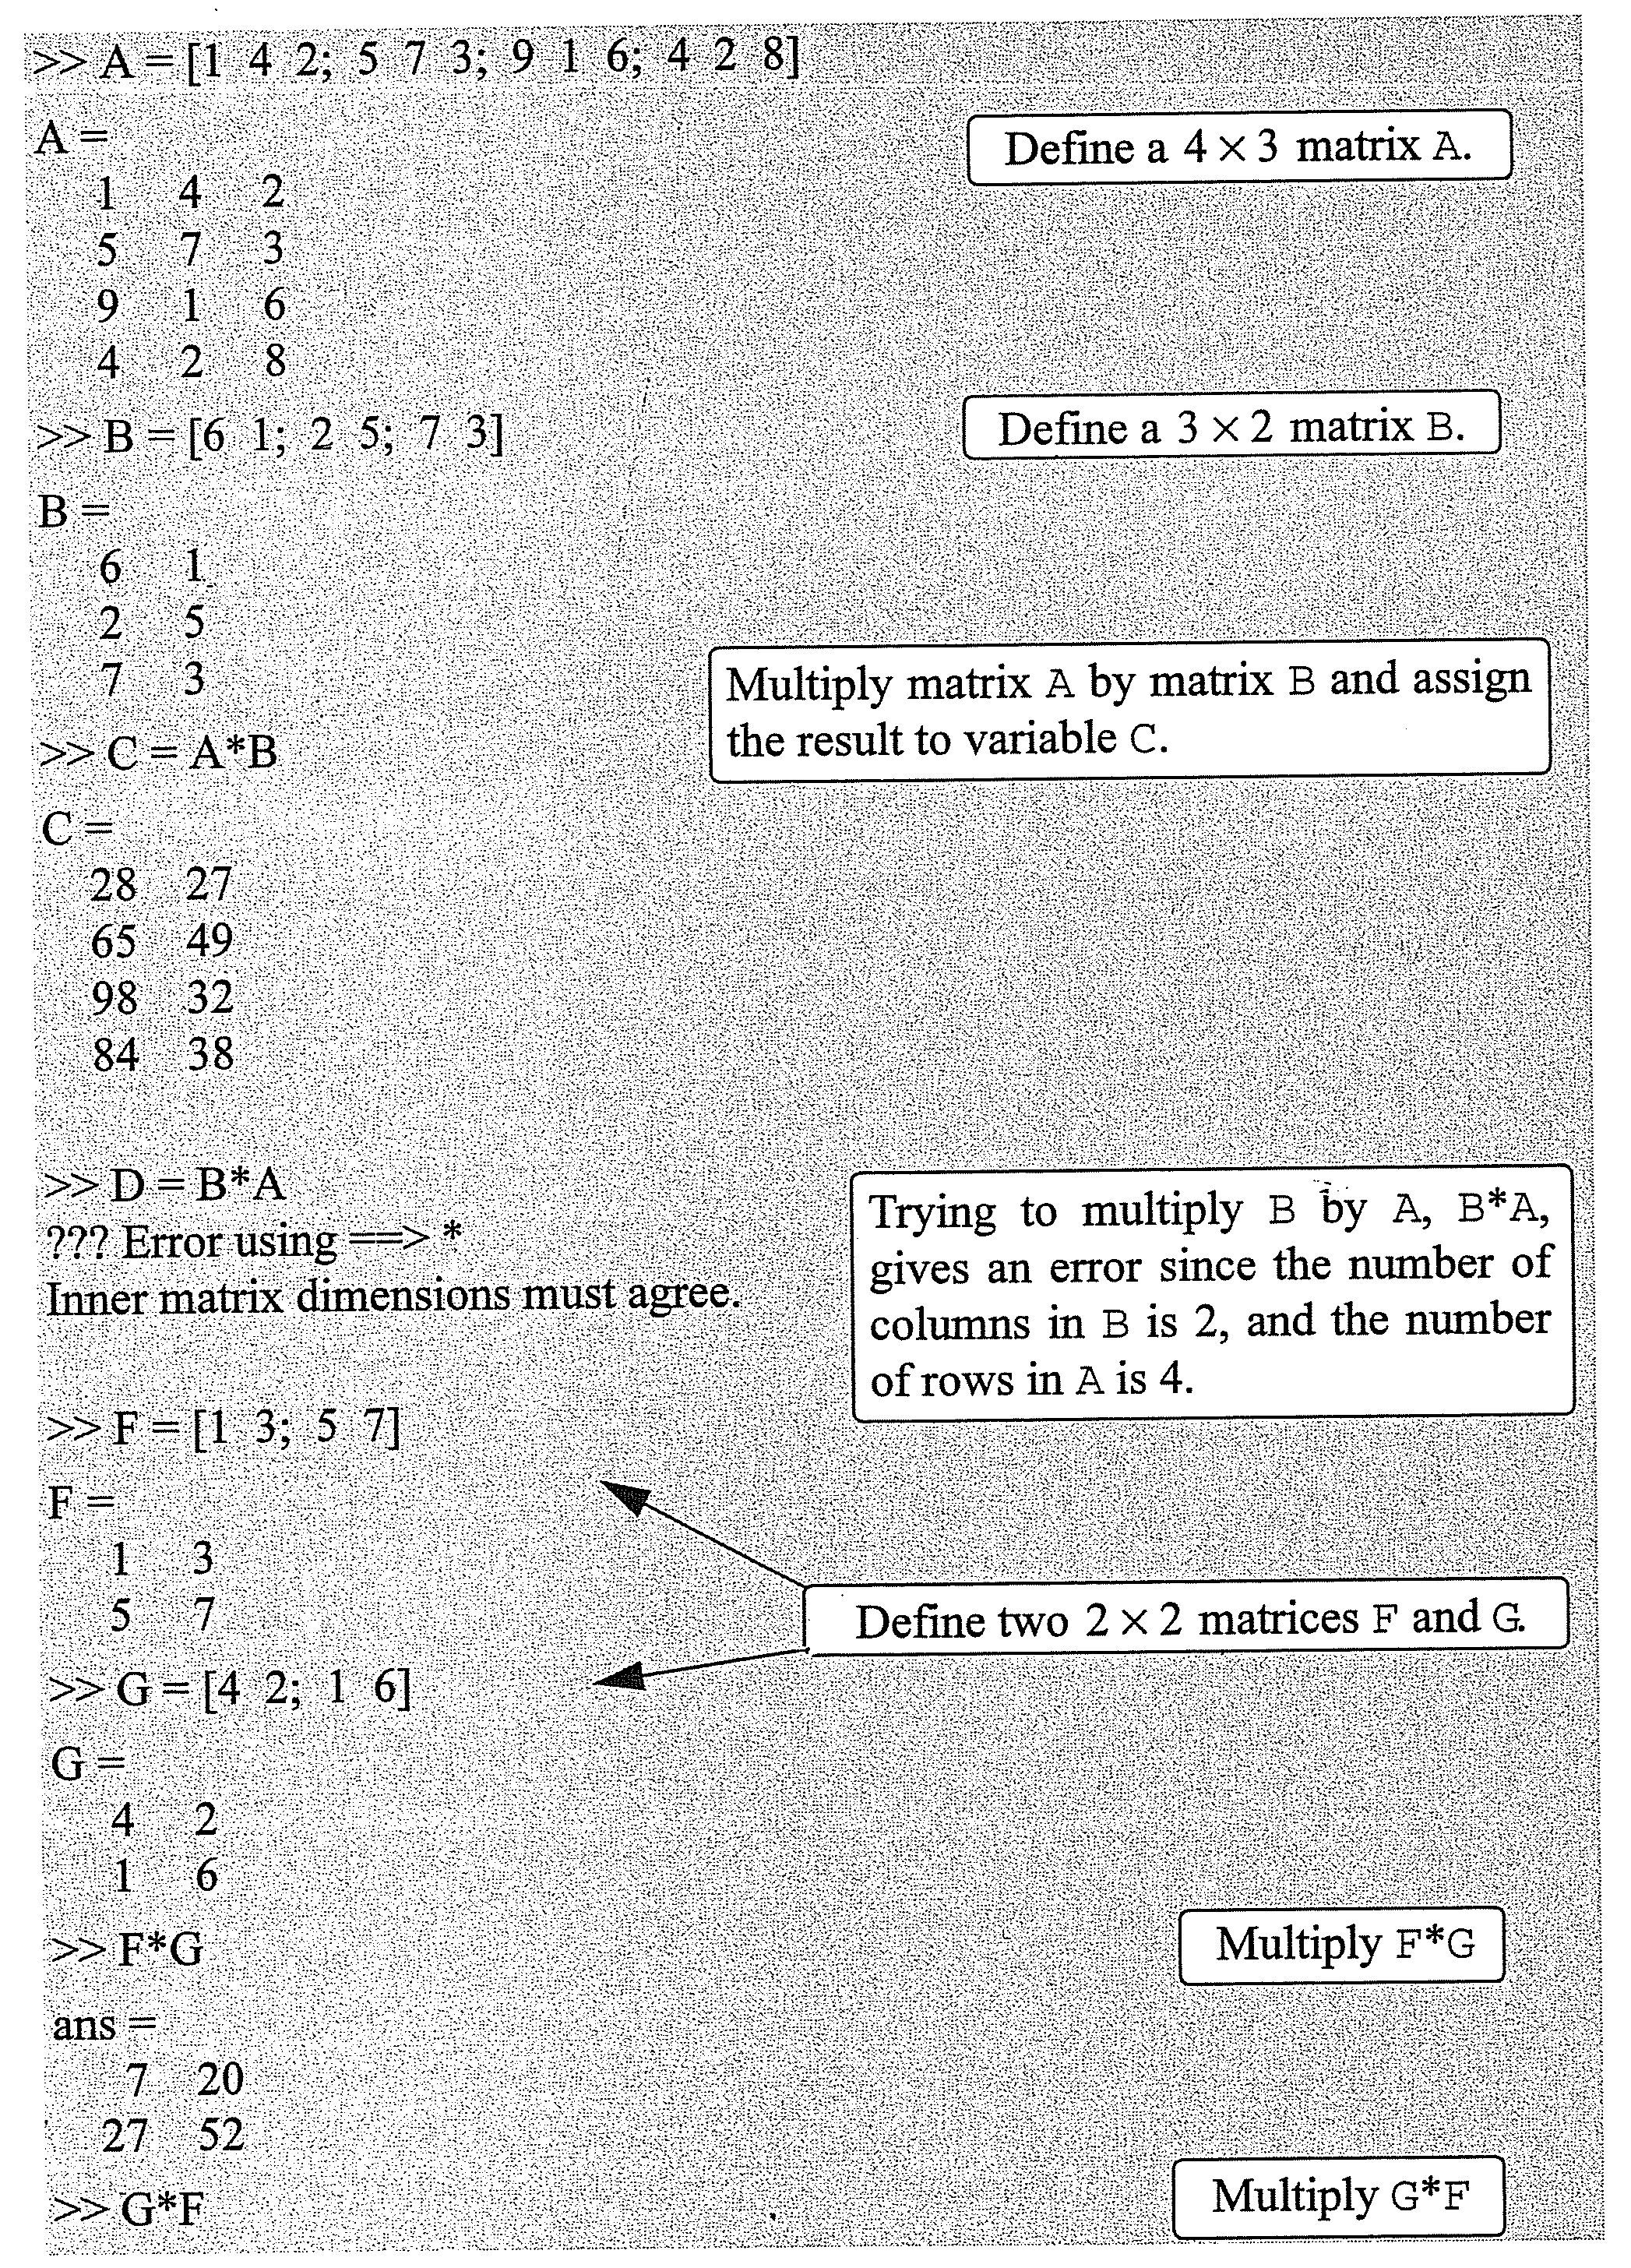 >> A = [1 4 2; 5 7 3; 9 1 6; 4 2 8]
A =
Define a 4 × 3 matrix A.
1 4 2
5 7 3
9 1 6
4 2 8
>> B = [6 1; 2 5; 7 3]
Define a 3 × 2 matrix B.
B =
6 1
2 5
7 3
Multiply matrix A by matrix B and assign
the result to variable C.
>> C = A*B
C =
28 27
65 49
98 32
84 38
>> D = B*A
??? Error using ==> *
Inner matrix dimensions must agree.
Trying to multiply B by A, B*A,
gives an error since the number of
columns in B is 2, and the number
of rows in A is 4.
>> F = [1 3; 5 7]
F =
1 3
5 7
Define two 2 × 2 matrices F and G.
>> G = [4 2; 1 6]
G =
4 2
1 6
>> F*G
Multiply F*G
ans =
7 20
27 52
>> G*F
Multiply G*F